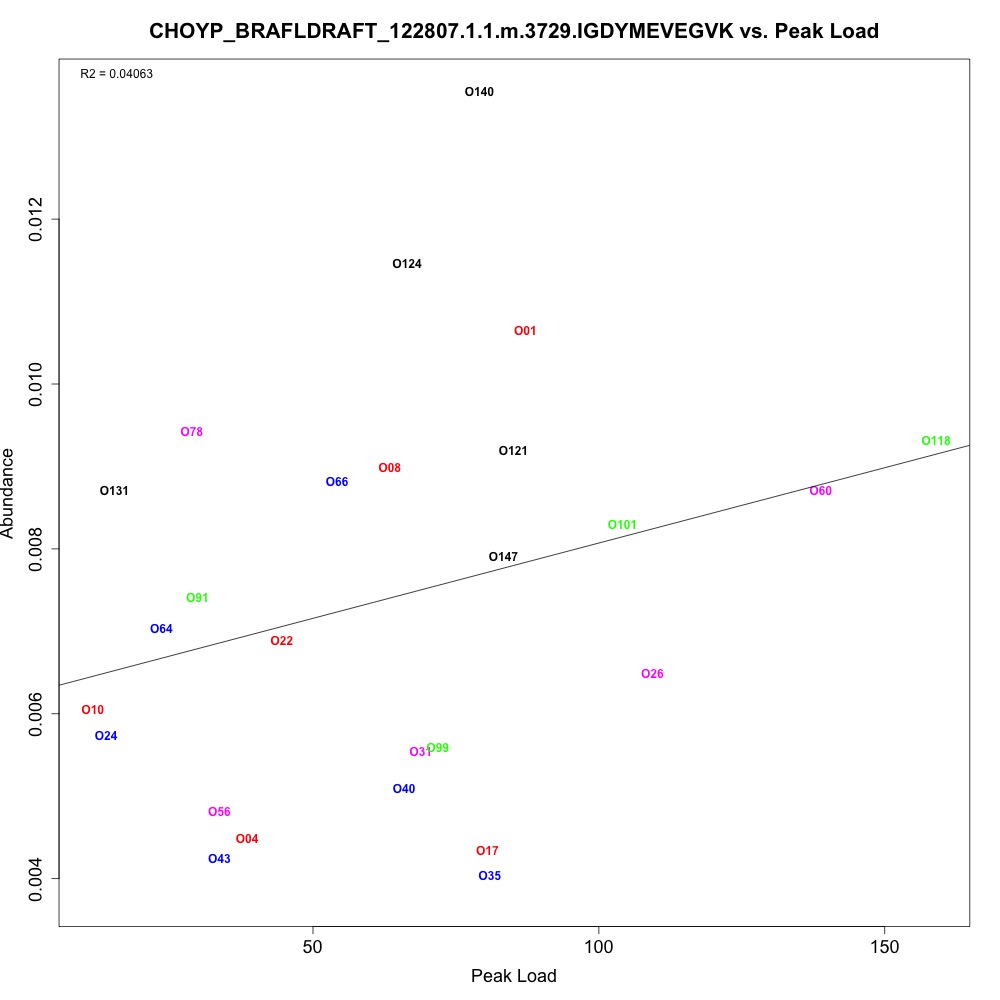 CHOYP_BRAFLDRAFT_122807.1.1.m.3729.IGDYMEVEGVK vs. Peak Load
R2 = 0.04063
O140
0.012
O124
O01
0.010
O78
O118
O121
O08
O66
O131
O60
O101
0.008
O147
O91
O64
O22
O26
0.006
O10
O24
O31
O99
O40
O56
O04
O17
O43
O35
0.004
Abundance
50
100
150
Peak Load